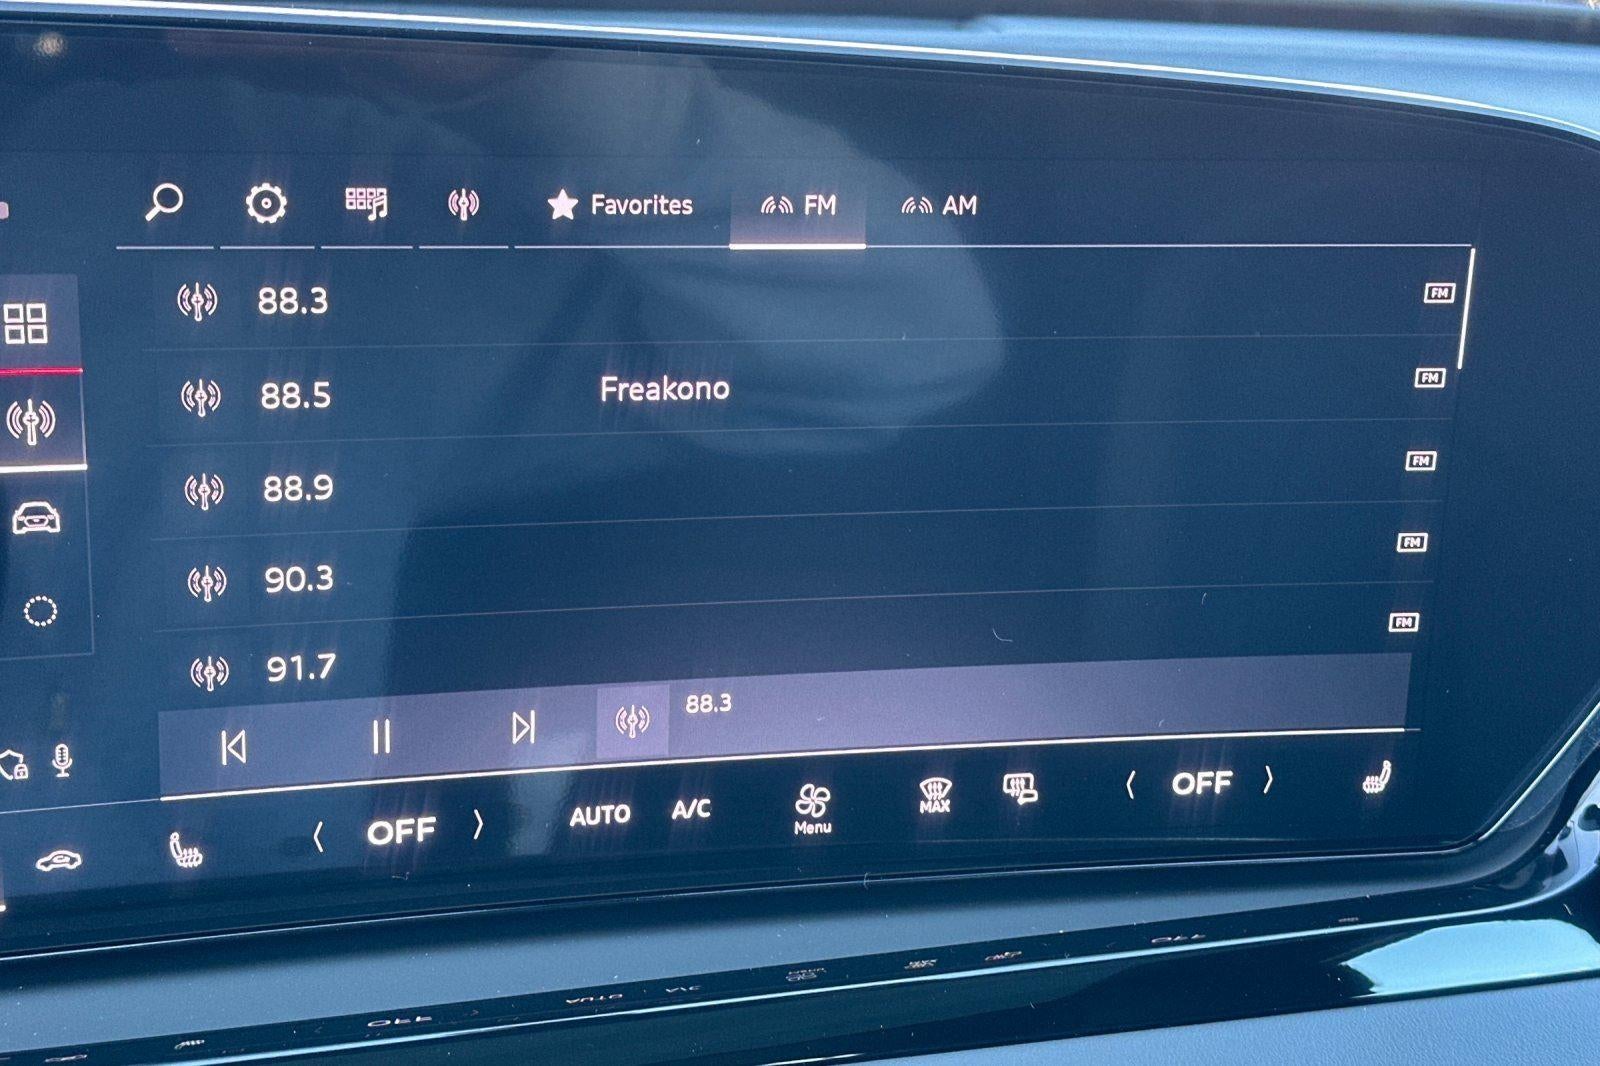 Favorites FM AM
88.3 FM
88.5 Freakono FM
88.9 FM
90.3 FM
91.7 FM
88.3
OFF AUTO A/C Menu MAX OFF